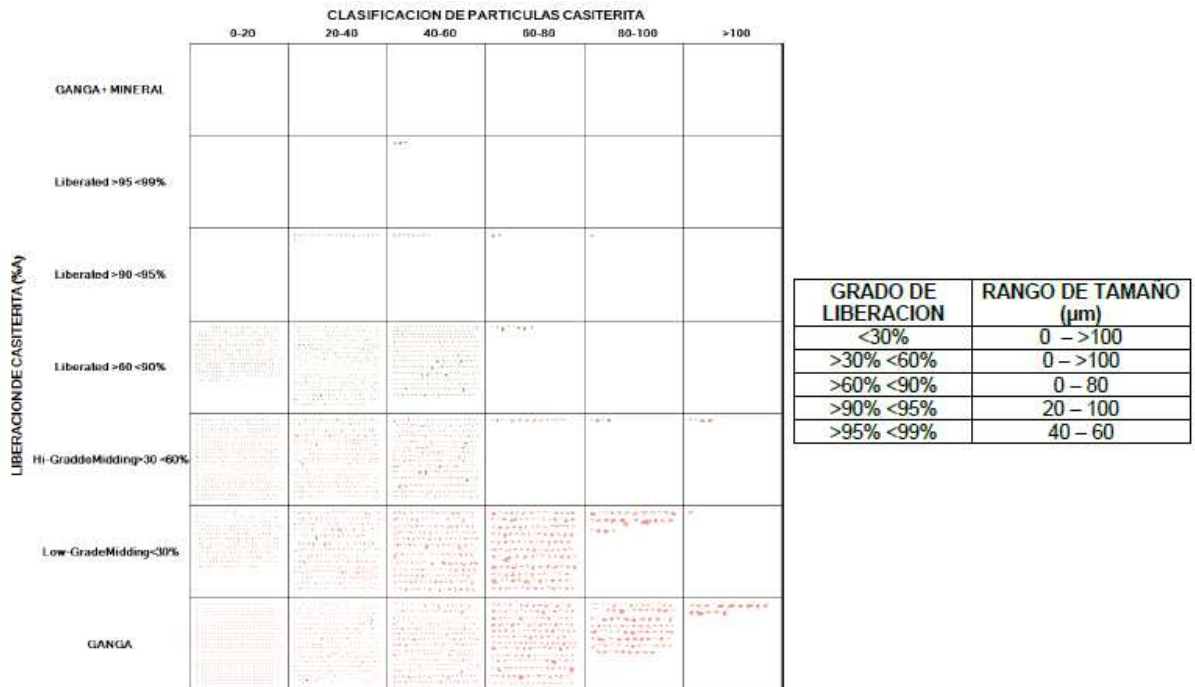 CLASIFICACION DE PARTICULAS CASITERITA
0-20 20-40 40-60 60-80 80-100 >100
LIBERACION DE CASITERITA (%A)
GANGA+ MINERAL
Liberated >95 <99%
Liberated >90 <95%
Liberated >60 <90%
Hi-GraddeMidding>30 <60%
Low-GradeMidding<30%
GANGA
GRADO DE LIBERACION RANGO DE TAMAÑO (µm)
<30% 0 – >100
>30% <60% 0 – >100
>60% <90% 0 – 80
>90% <95% 20 – 100
>95% <99% 40 – 60